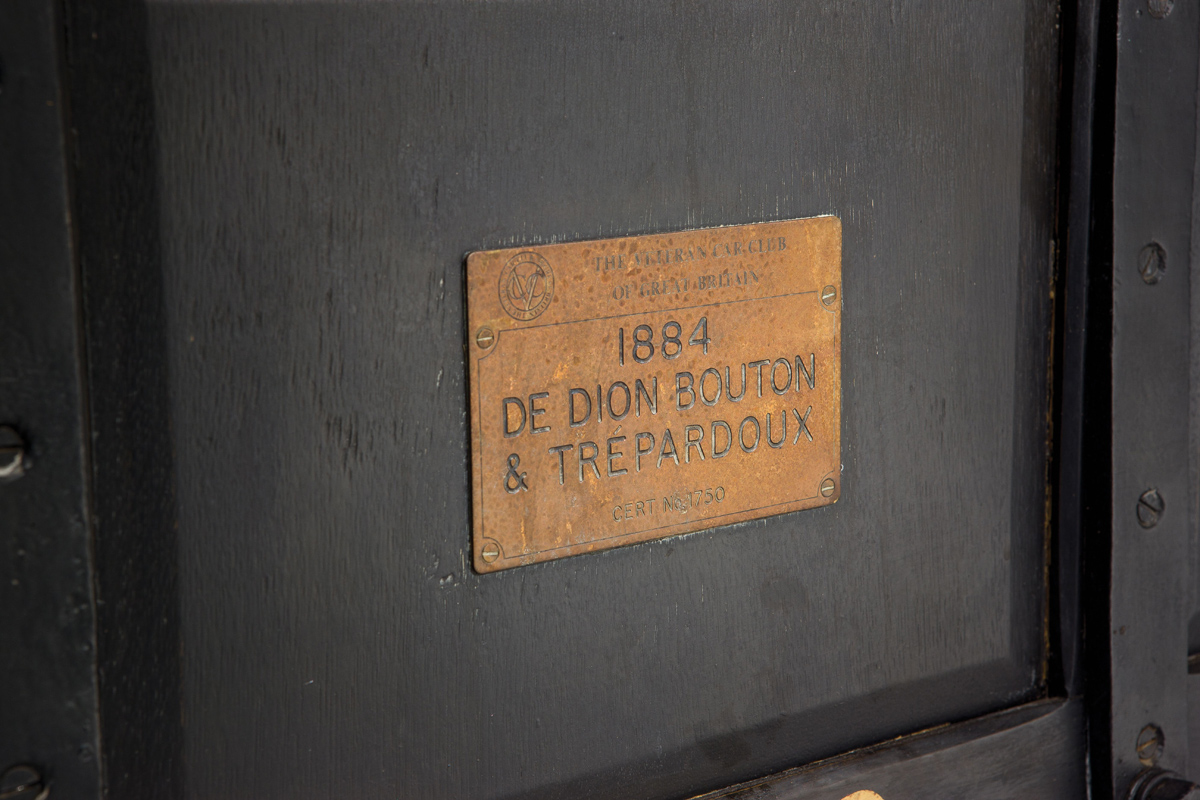 THE VETERAN CAR CLUB
OF GREAT BRITAIN
1884
DE DION BOUTON
& TRÉPARDOUX
CERT No. 1750